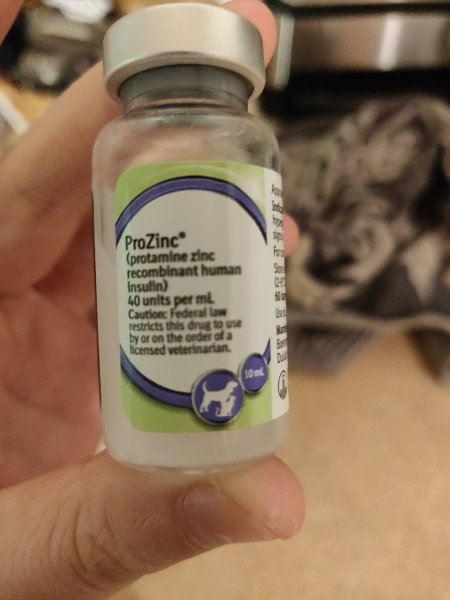 ProZinc®
(protamine zinc
recombinant human
insulin)
40 units per mL
Caution: Federal law
restricts this drug to use
by or on the order of a
licensed veterinarian.
10 mL